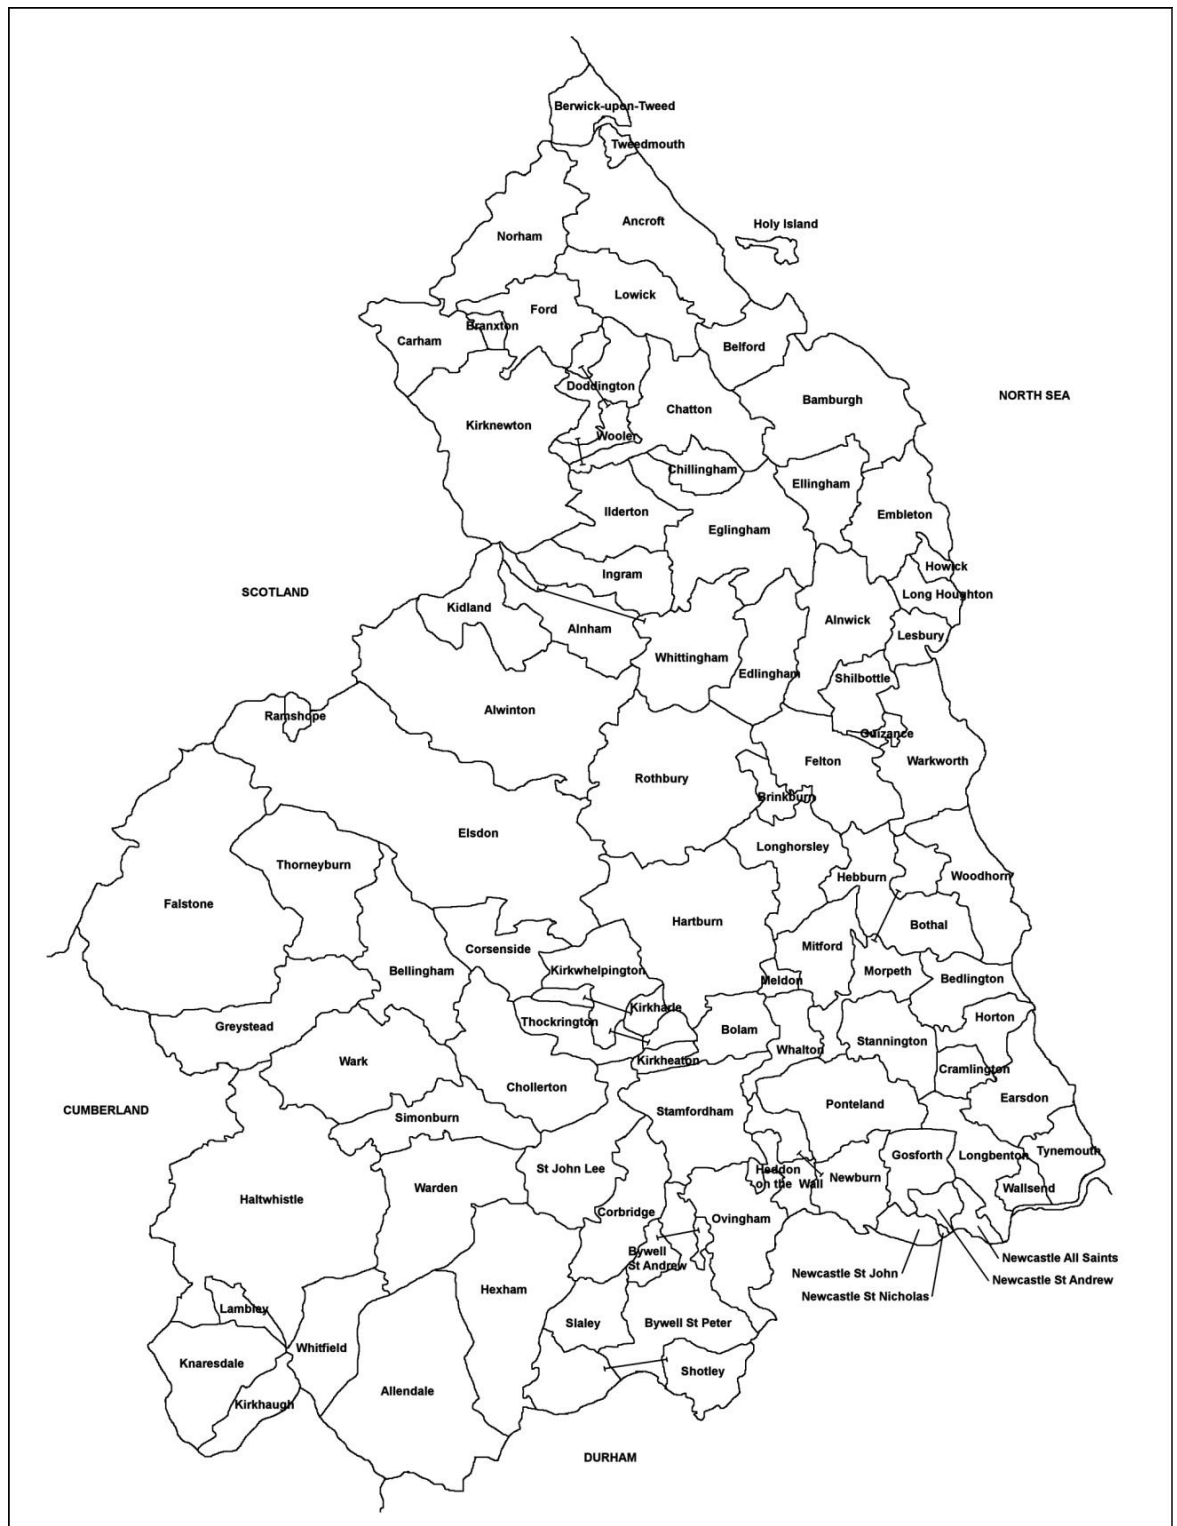 Berwick-upon-Tweed
Tweedmouth
Holy Island
Ancroft
Norham
Lowick
Ford
Branxton
Carham
Belford
Doddington
NORTH SEA
Bamburgh
Chatton
Kirknewton
Wooler
Chillingham
Ellingham
Ilderton
Embleton
Eglingham
Howick
Ingram
SCOTLAND
Long Houghton
Kidland
Alnwick
Alnham
Lesbury
Whittingham
Edlingham
Shilbottle
Alwinton
Ramshope
Guizance
Felton
Warkworth
Rothbury
Brinkburn
Elsdon
Longhorsley
Thorneyburn
Hebburn
Woodhorn
Falstone
Hartburn
Bothal
Corsenside
Mitford
Bellingham
Kirkwhelpington
Morpeth
Meldon
Bedlington
Kirkharle
Horton
Thockrington
Greystead
Bolam
Stannington
Whalton
Wark
Kirkheaton
Cramlington
Chollerton
Earsdon
Ponteland
CUMBERLAND
Stamfordham
Simonburn
Tynemouth
Gosforth
Longbenton
St John Lee
Heddon
on the Wall
Newburn
Warden
Wallsend
Haltwhistle
Corbridge
Ovingham
Bywell
St Andrew
Newcastle All Saints
Newcastle St John
Newcastle St Andrew
Hexham
Newcastle St Nicholas
Lambley
Slaley
Bywell St Peter
Whitfield
Knaresdale
Shotley
Allendale
Kirkhaugh
DURHAM